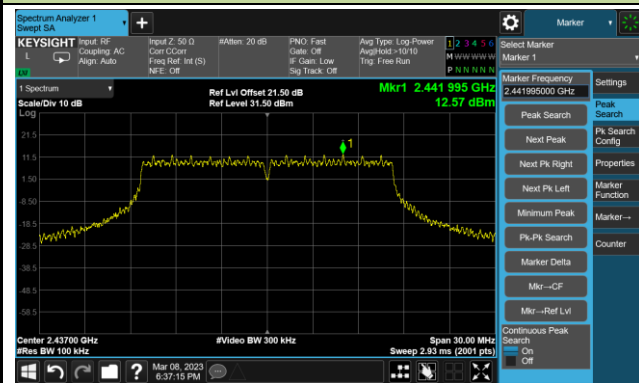 Spectrum Analyzer 1
Swept SA
Marker
KEYSIGHT
L
LW
Input: RF
Coupling: AC
Align: Auto
Input Z: 50 Ω
Corr CCorr
Freq Ref: Int (S)
NFE: Off
#Atten: 20 dB
PNO: Fast
Gate: Off
IF Gain: Low
Sig Track: Off
Avg Type: Log-Power
Avg|Hold:>10/10
Trig: Free Run
1 2 3 4 5 6
M W W W W W
P N N N N N
Select Marker
Marker 1
1 Spectrum
Scale/Div 10 dB
Log
Ref Lvl Offset 21.50 dB
Ref Level 31.50 dBm
Mkr1 2.441 995 GHz
12.57 dBm
21.5
11.5
1.50
-8.50
-18.5
-28.5
-38.5
-48.5
-58.5
1
Center 2.43700 GHz
#Res BW 100 kHz
#Video BW 300 kHz
Span 30.00 MHz
Sweep 2.93 ms (2001 pts)
Marker Frequency
2.441995000 GHz
Peak Search
Next Peak
Next Pk Right
Next Pk Left
Minimum Peak
Pk-Pk Search
Marker Delta
Mkr→CF
Mkr→Ref Lvl
Continuous Peak
Search
On
Off
Settings
Peak
Search
Pk Search
Config
Properties
Marker
Function
Marker→
Counter
Mar 08, 2023
6:37:15 PM